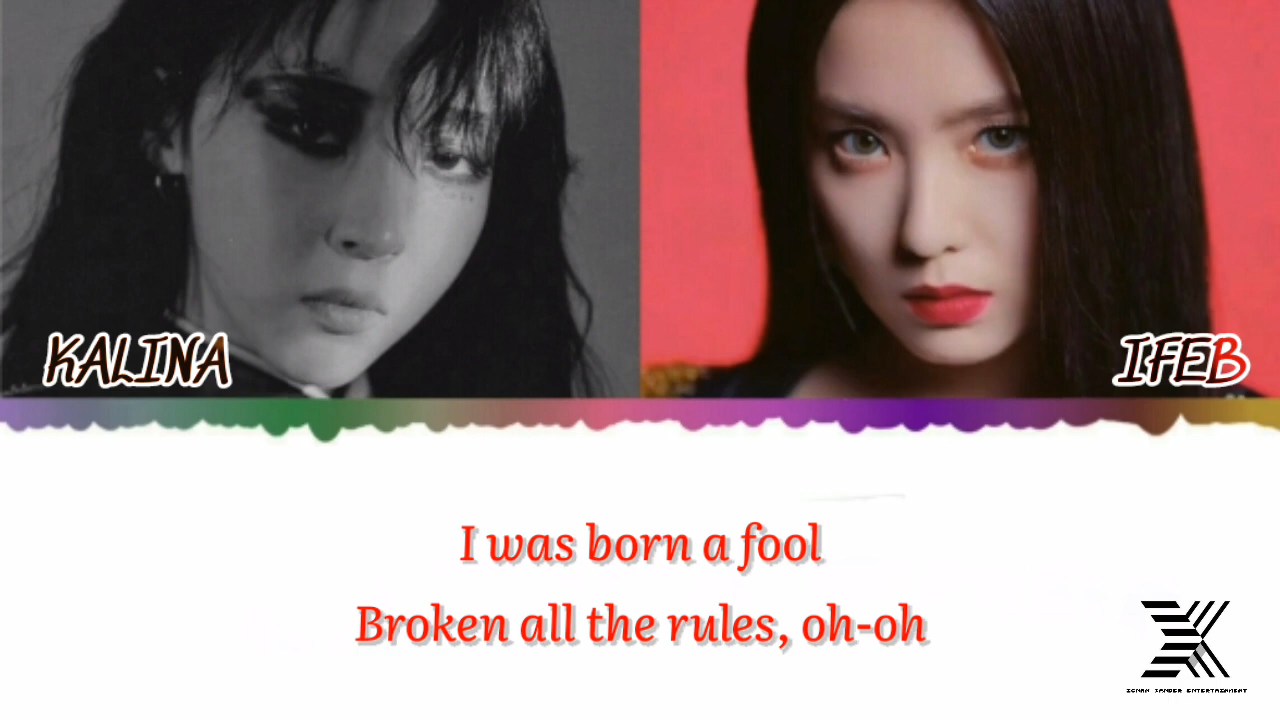 KALINA
IFEB
I was born a fool
Broken all the rules, oh-oh